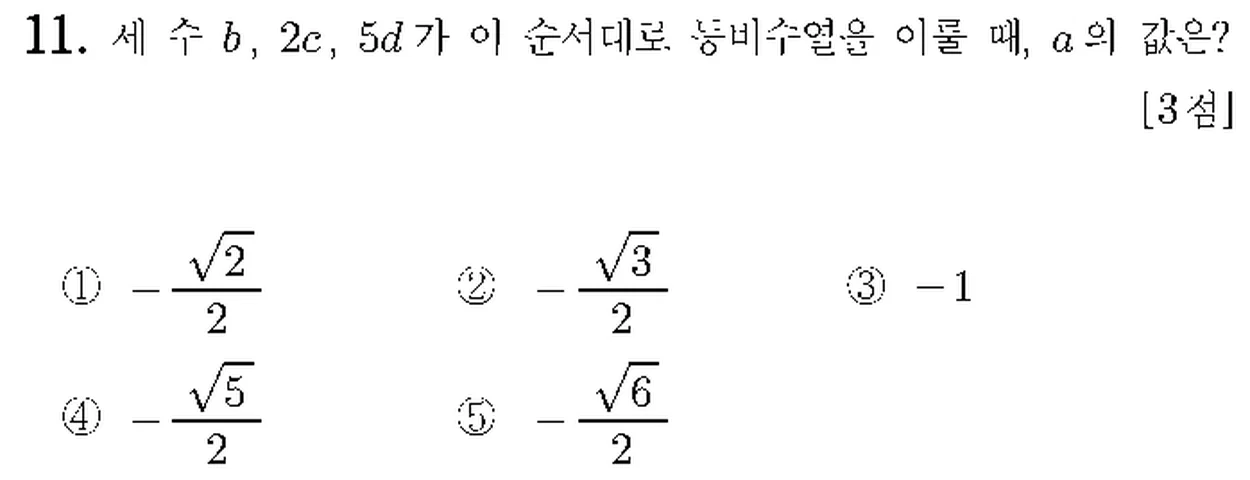 11. 세 수 b, 2c, 5d가 이 순서대로 등비수열을 이룰 때, a의 값은?
[3점]
① -√2/2 ② -√3/2 ③ -1
④ -√5/2 ⑤ -√6/2